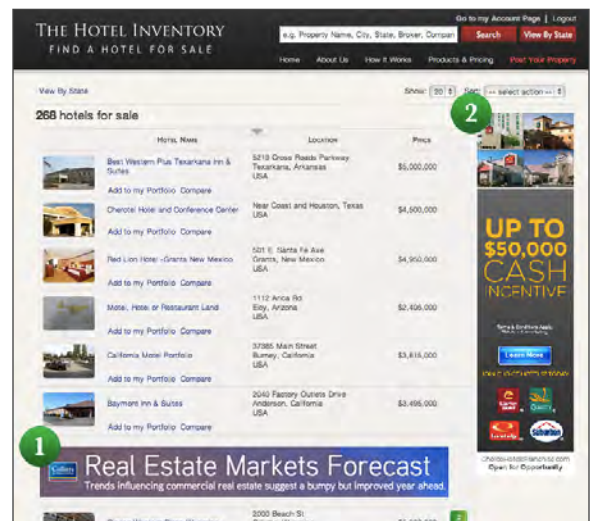 Go to my Account Page | Logout
THE HOTEL INVENTORY
FIND A HOTEL FOR SALE
e.g. Property Name, City, State, Broker, Compan
Search
View By State
Home About Us How It Works Products & Pricing Post Your Property
View By State
Show: 20 Sort: -- select action --
268 hotels for sale
2
HOTEL NAME LOCATION PRICE
Best Western Plus Texarkana Inn & Suites
5219 Cross Roads Parkway
Texarkana, Arkansas
USA
$5,000,000
Add to my Portfolio Compare
Cherotel Hotel and Conference Center
Near Coast and Houston, Texas
USA
$4,500,000
Add to my Portfolio Compare
Red Lion Hotel -Grants New Mexico
501 E. Santa Fe Ave
Grants, New Mexico
USA
$4,950,000
Add to my Portfolio Compare
Motel, Hotel or Restaurant Land
1112 Arica Rd
Eloy, Arizona
USA
$2,406,000
Add to my Portfolio Compare
California Motel Portfolio
37385 Main Street
Burney, California
USA
$3,615,000
Add to my Portfolio Compare
Baymont Inn & Suites
2040 Factory Outlets Drive
Anderson, California
USA
$3,495,000
Add to my Portfolio Compare
UP TO
$50,000
CASH
INCENTIVE
Learn More
QUALITY
Econo Lodge
Suburban
Open for Opportunity
1
Colliers
Real Estate Markets Forecast
Trends influencing commercial real estate suggest a bumpy but improved year ahead.
2000 Beach St